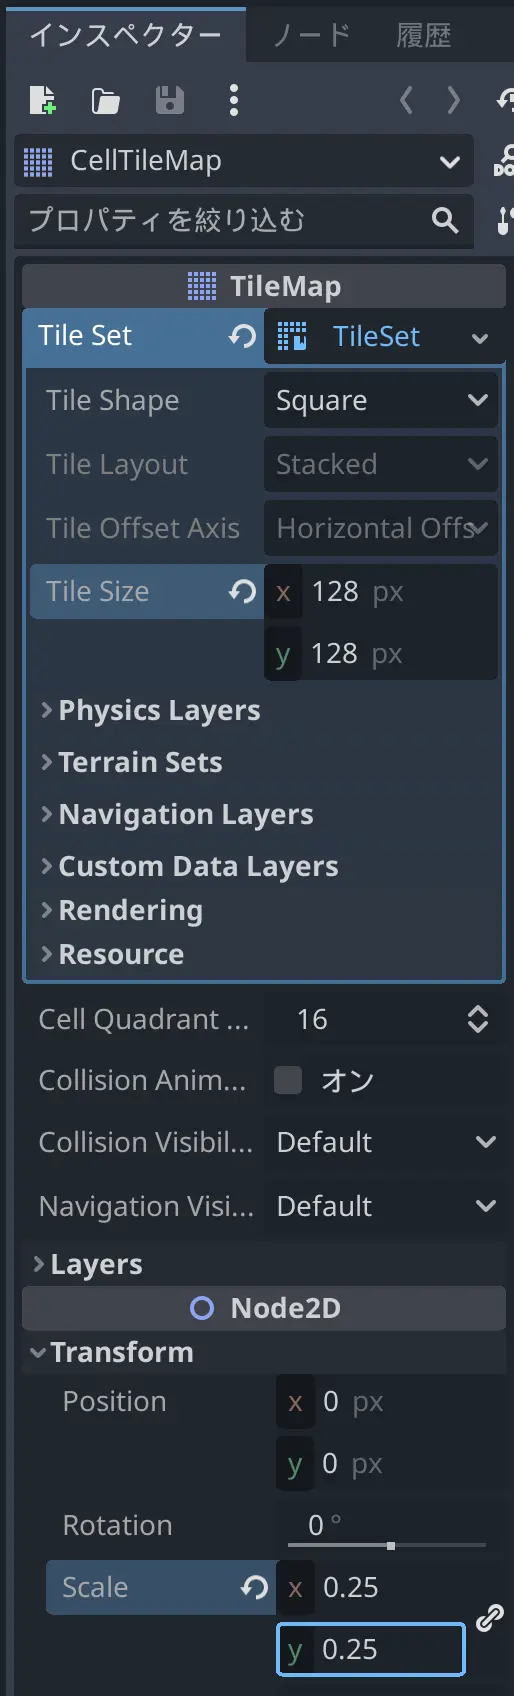 インスペクター ノード 履歴
CellTileMap
プロパティを絞り込む
TileMap
Tile Set TileSet
Tile Shape Square
Tile Layout Stacked
Tile Offset Axis Horizontal Offs
Tile Size x 128 px
y 128 px
Physics Layers
Terrain Sets
Navigation Layers
Custom Data Layers
Rendering
Resource
Cell Quadrant ... 16
Collision Anim... オン
Collision Visibil... Default
Navigation Visi... Default
Layers
Node2D
Transform
Position x 0 px
y 0 px
Rotation 0 °
Scale x 0.25
y 0.25